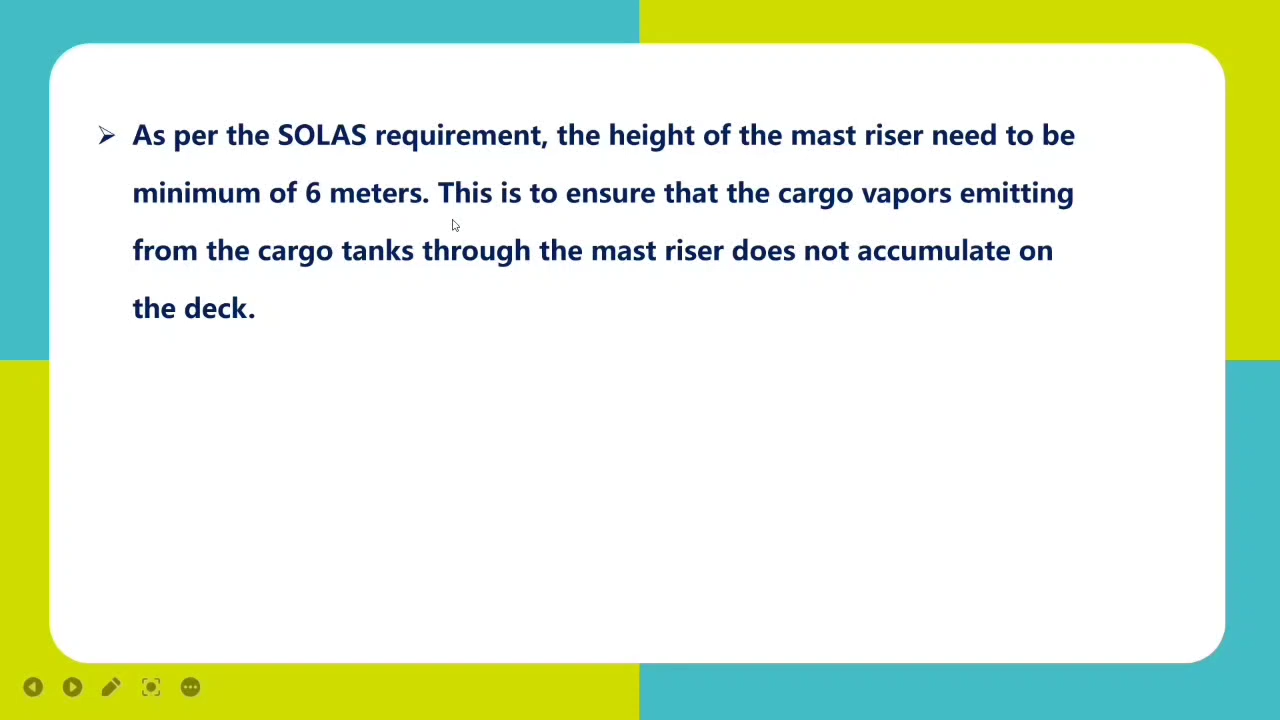 ➢ As per the SOLAS requirement, the height of the mast riser need to be
minimum of 6 meters. This is to ensure that the cargo vapors emitting
from the cargo tanks through the mast riser does not accumulate on
the deck.